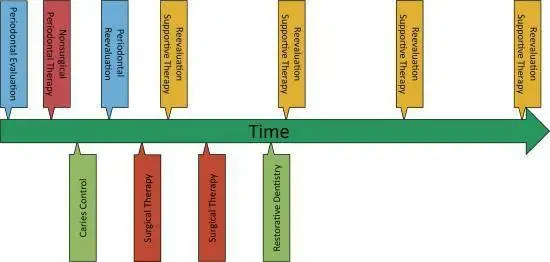 Periodontal Evaluation
Nonsurgical
Periodontal Therapy
Periodontal
Reevaluation
Reevaluation
Supportive Therapy
Reevaluation
Supportive Therapy
Reevaluation
Supportive Therapy
Reevaluation
Supportive Therapy
Time
Caries Control
Surgical Therapy
Surgical Therapy
Restorative Dentistry